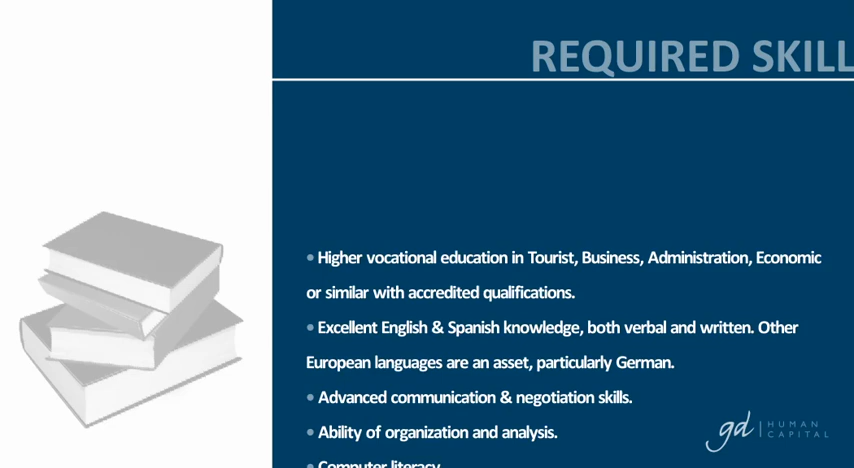 REQUIRED SKILL
• Higher vocational education in Tourist, Business, Administration, Economic
or similar with accredited qualifications.
• Excellent English & Spanish knowledge, both verbal and written. Other
European languages are an asset, particularly German.
• Advanced communication & negotiation skills.
• Ability of organization and analysis.
• Computer literacy
gd | HUMAN
CAPITAL